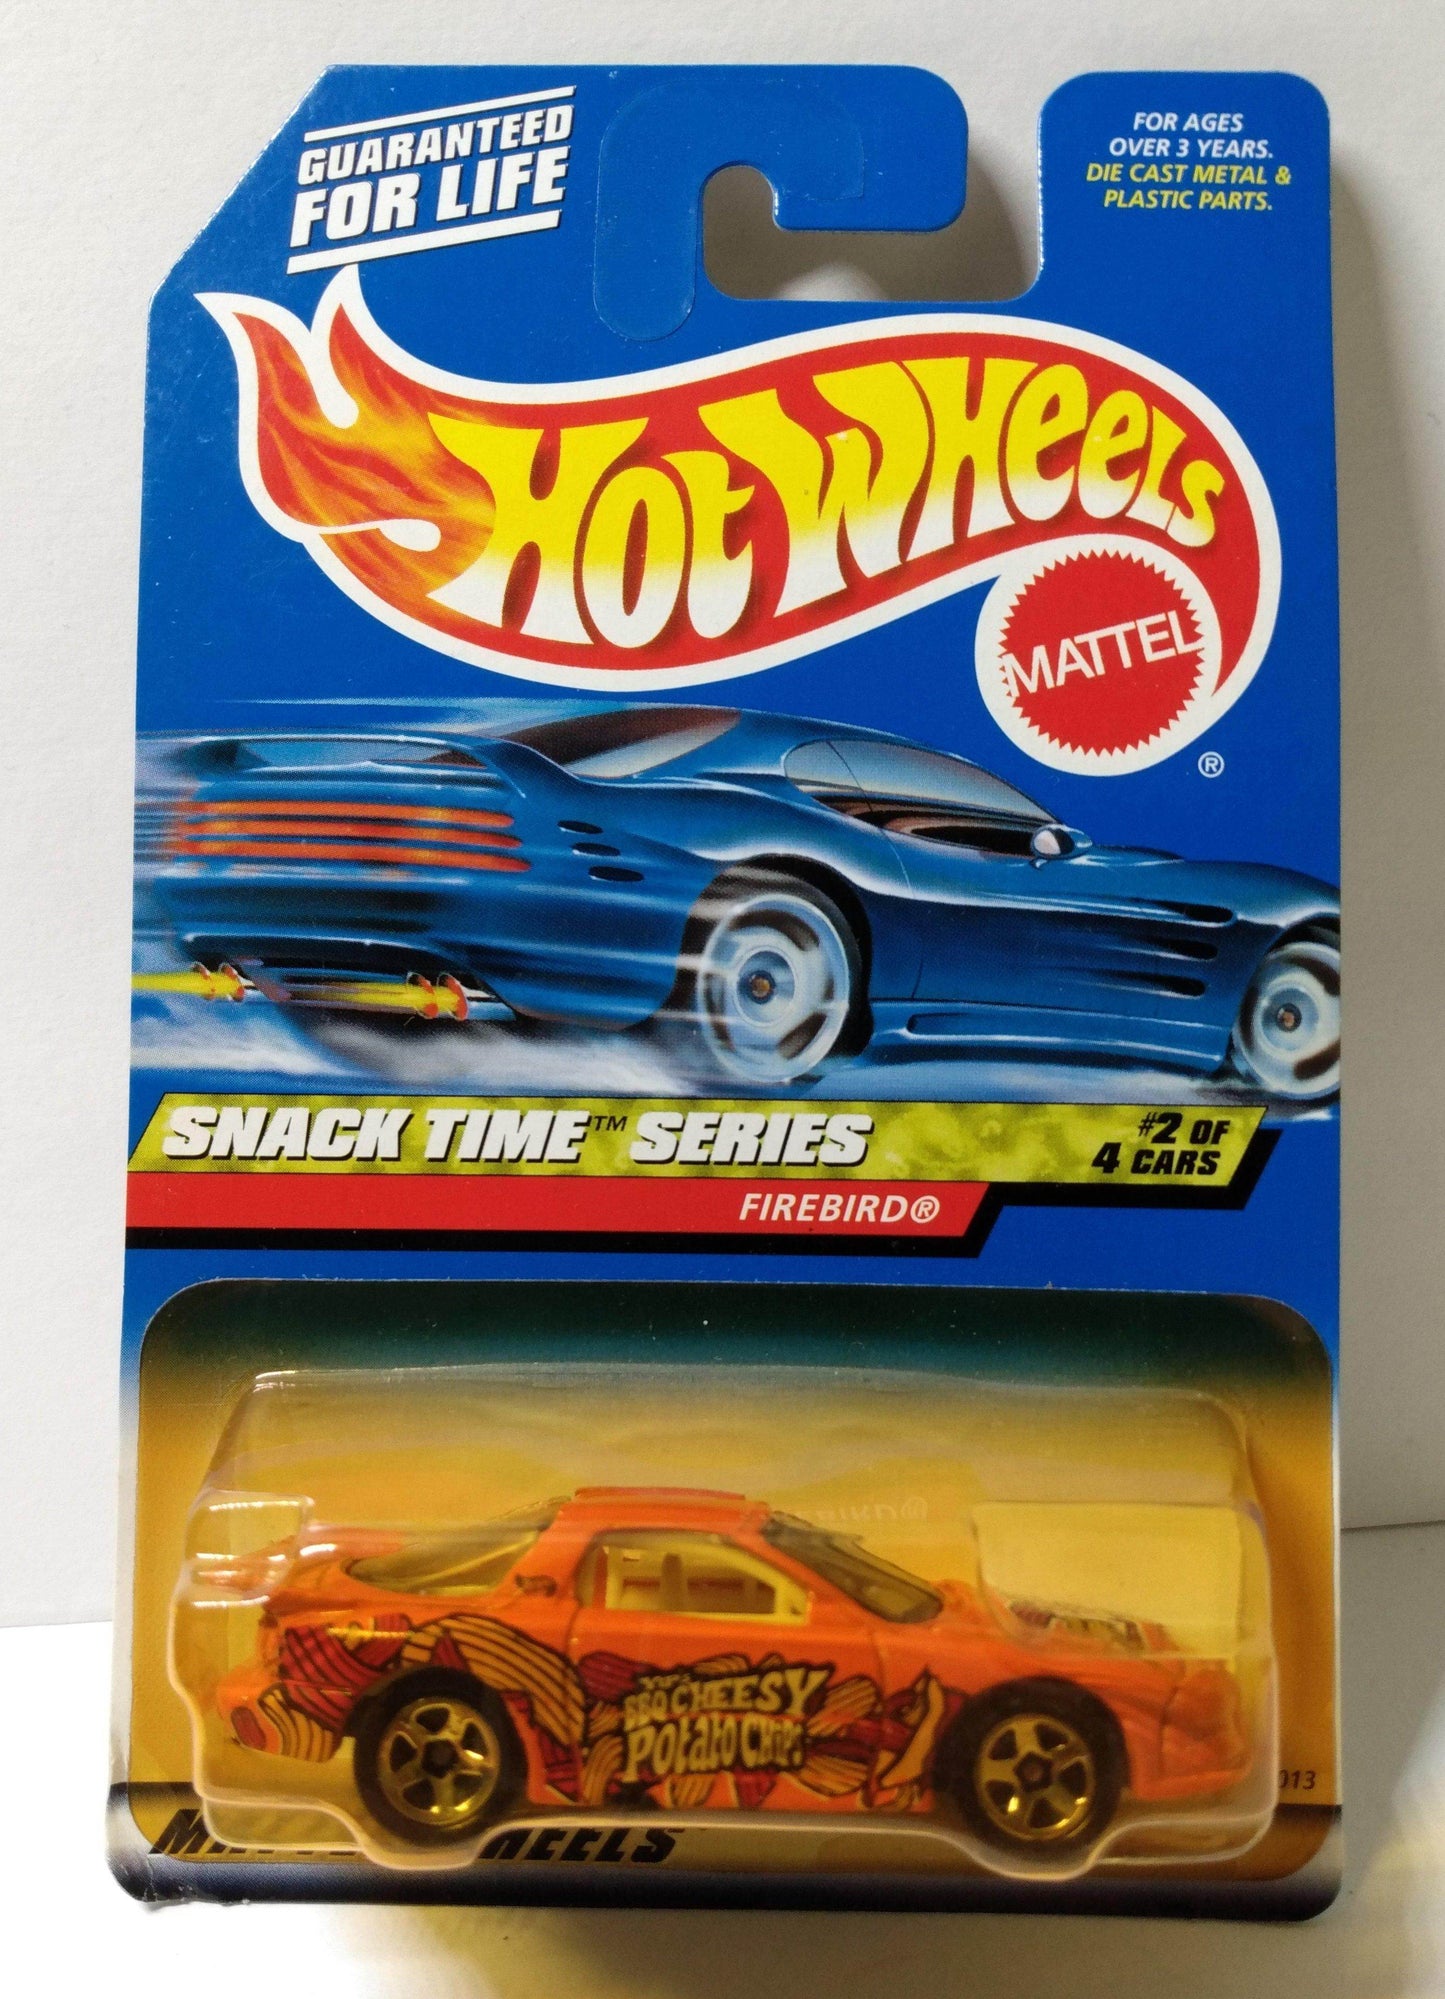 GUARANTEED
FOR LIFE
FOR AGES
OVER 3 YEARS.
DIE CAST METAL &
PLASTIC PARTS.
HOT WHEELS
MATTEL
®
SNACK TIME™ SERIES
#2 OF
4 CARS
FIREBIRD®
BBQ CHEESY
Potato Chips
013